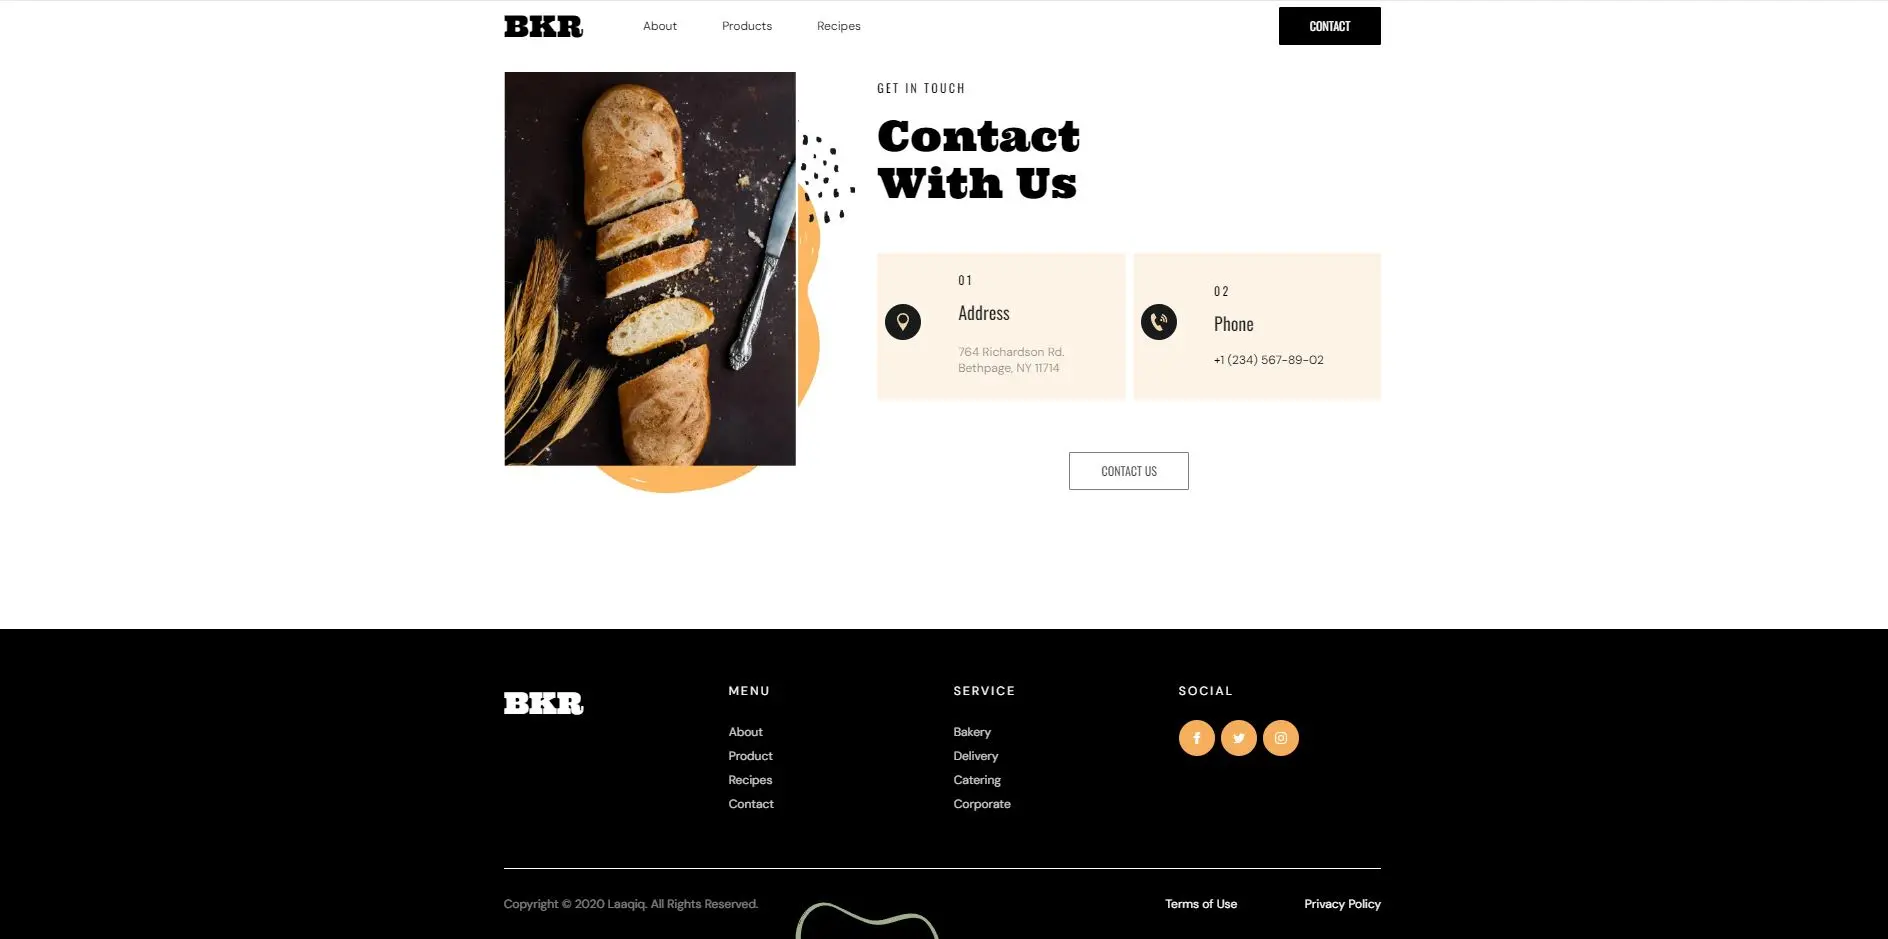 BKR
About
Products
Recipes
CONTACT
GET IN TOUCH
Contact
With Us
01
Address
764 Richardson Rd.
Bethpage, NY 11714
02
Phone
+1 (234) 567-89-02
CONTACT US
BKR
MENU
About
Product
Recipes
Contact
SERVICE
Bakery
Delivery
Catering
Corporate
SOCIAL
Copyright © 2020 Laaqiq. All Rights Reserved.
Terms of Use
Privacy Policy